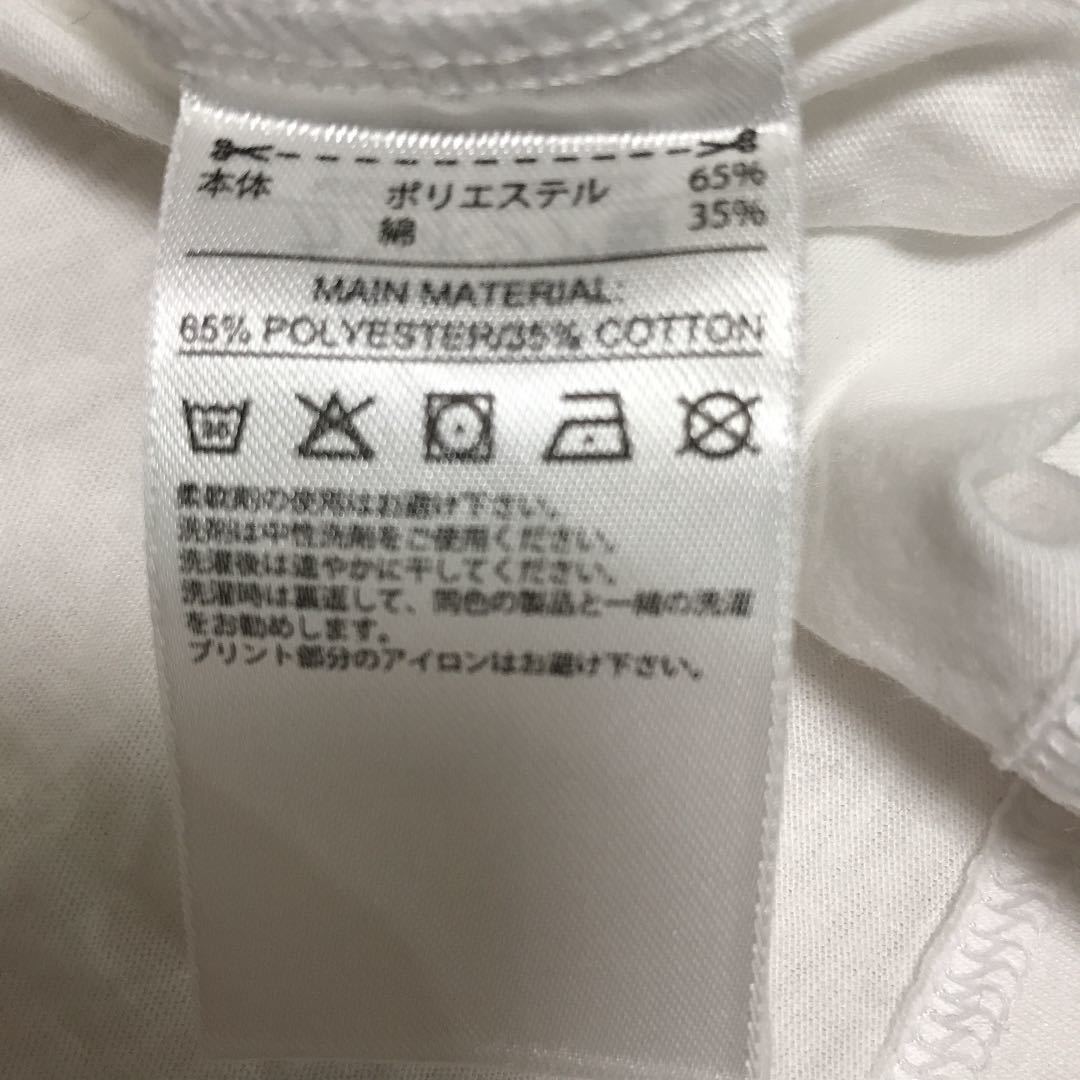 本体 ポリエステル 65%
綿 35%
MAIN MATERIAL:
65% POLYESTER/35% COTTON
30
柔軟剤の使用はお避け下さい。
洗剤は中性洗剤をご使用ください。
洗濯後は速やかに干してください。
洗濯時は裏返して、同色の製品と一緒の洗濯
をお勧めします。
プリント部分のアイロンはお避け下さい。